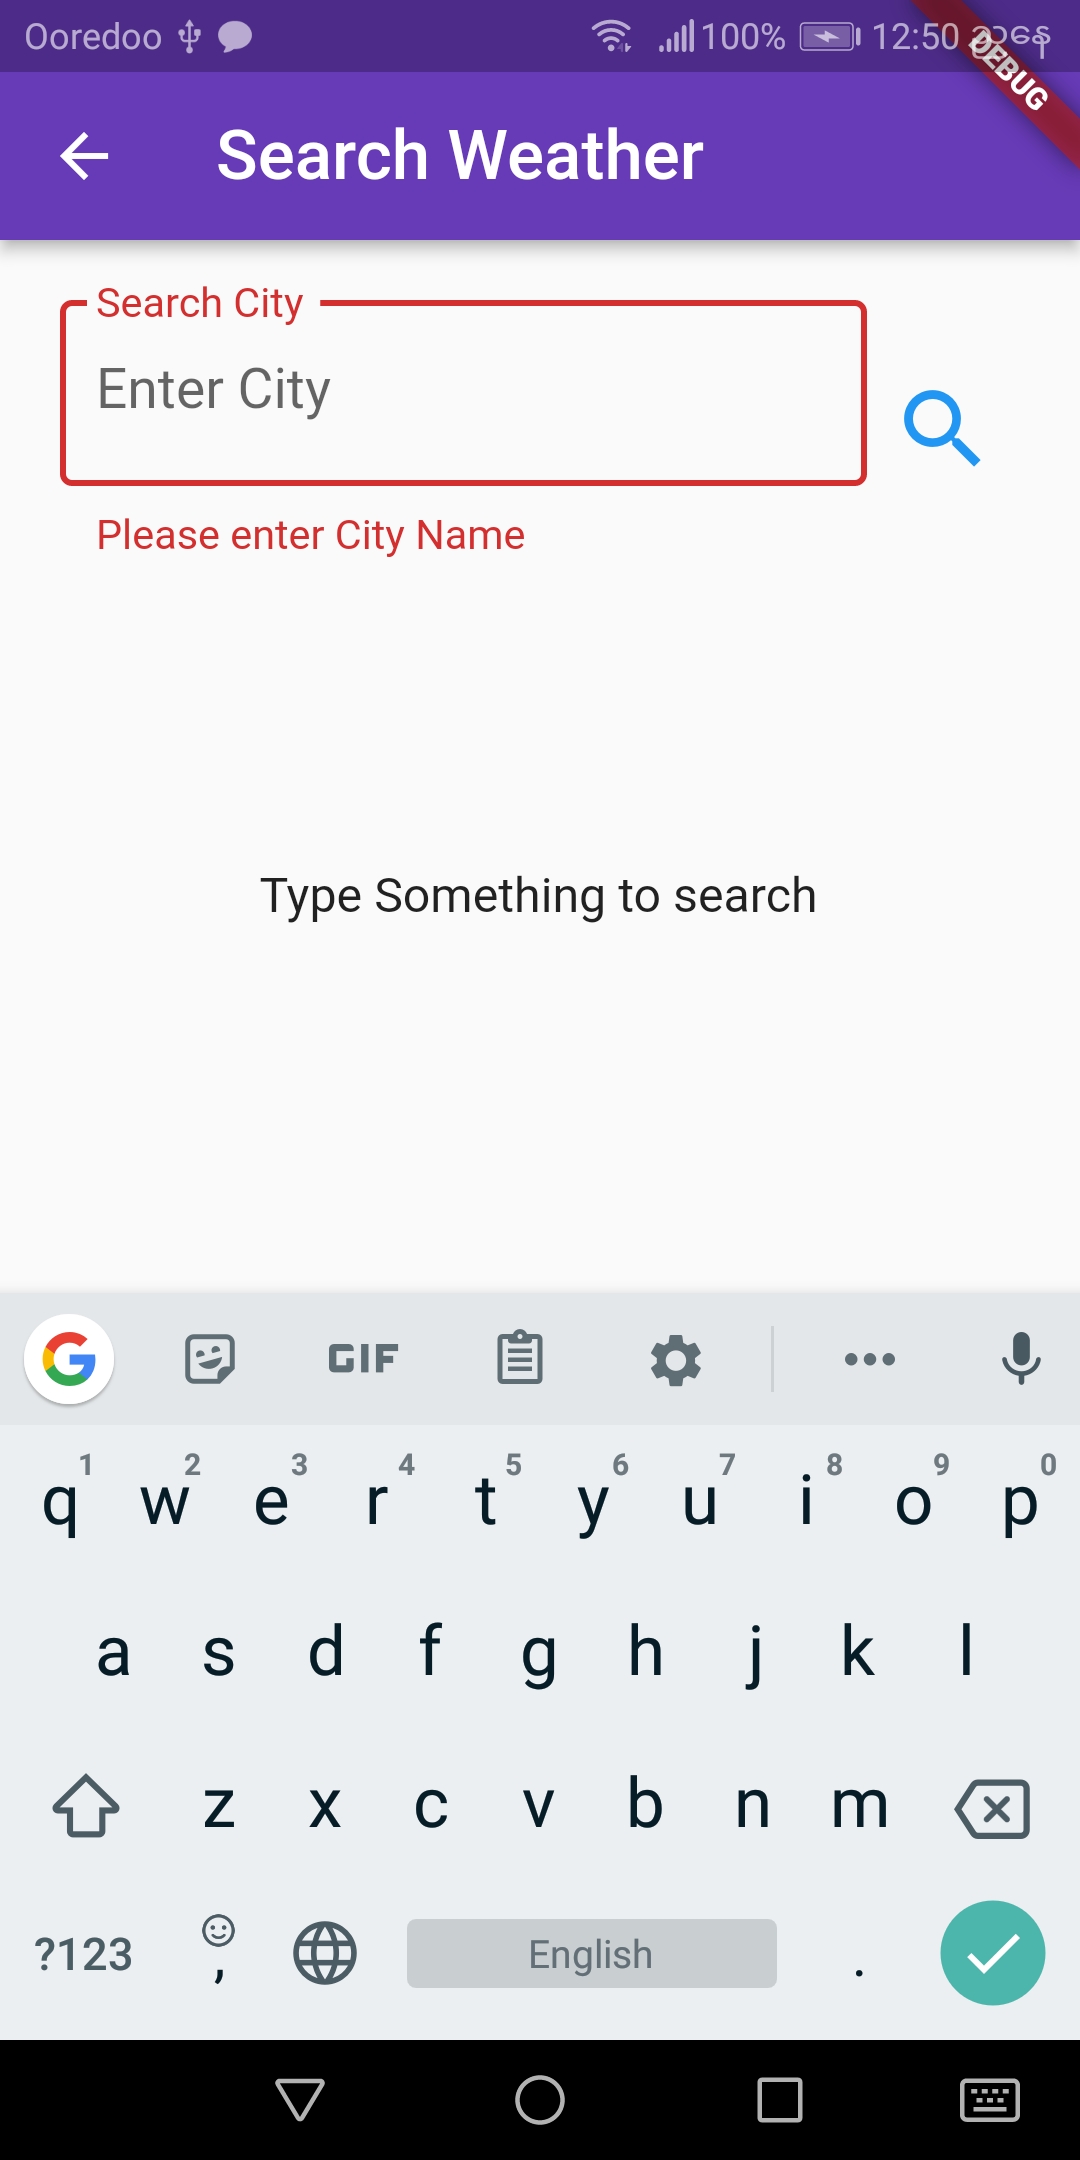 Ooredoo 100% 12:50
DEBUG
Search Weather
Search City
Enter City
Please enter City Name
Type Something to search
GIF
1 2 3 4 5 6 7 8 9 0
q w e r t y u i o p
a s d f g h j k l
z x c v b n m
?123 , English .